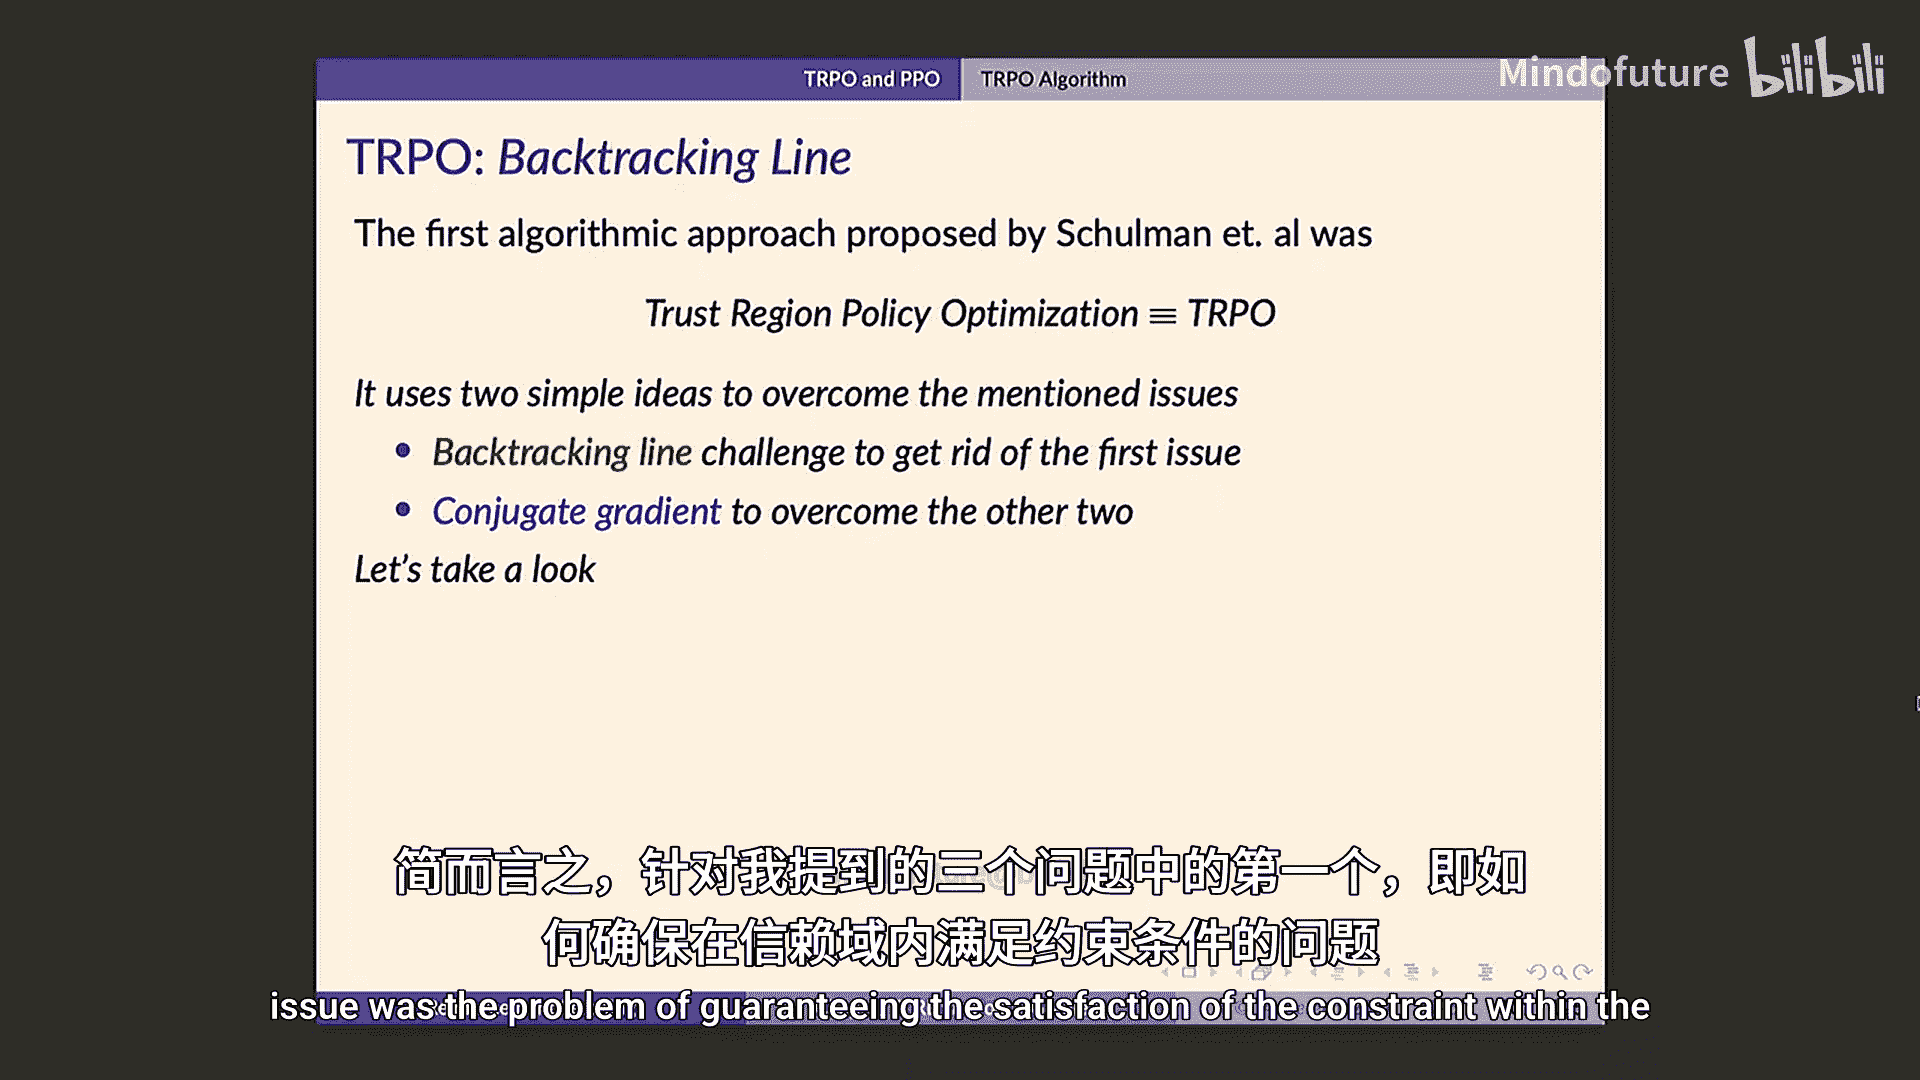 TRPO and PPO TRPO Algorithm
Mindofuture bilibili
TRPO: Backtracking Line
The first algorithmic approach proposed by Schulman et. al was
Trust Region Policy Optimization ≡ TRPO
It uses two simple ideas to overcome the mentioned issues
• Backtracking line challenge to get rid of the first issue
• Conjugate gradient to overcome the other two
Let's take a look
简而言之，针对我提到的三个问题中的第一个，即如
何确保在信赖域内满足约束条件的问题
issue was the problem of guaranteeing the satisfaction of the constraint within the